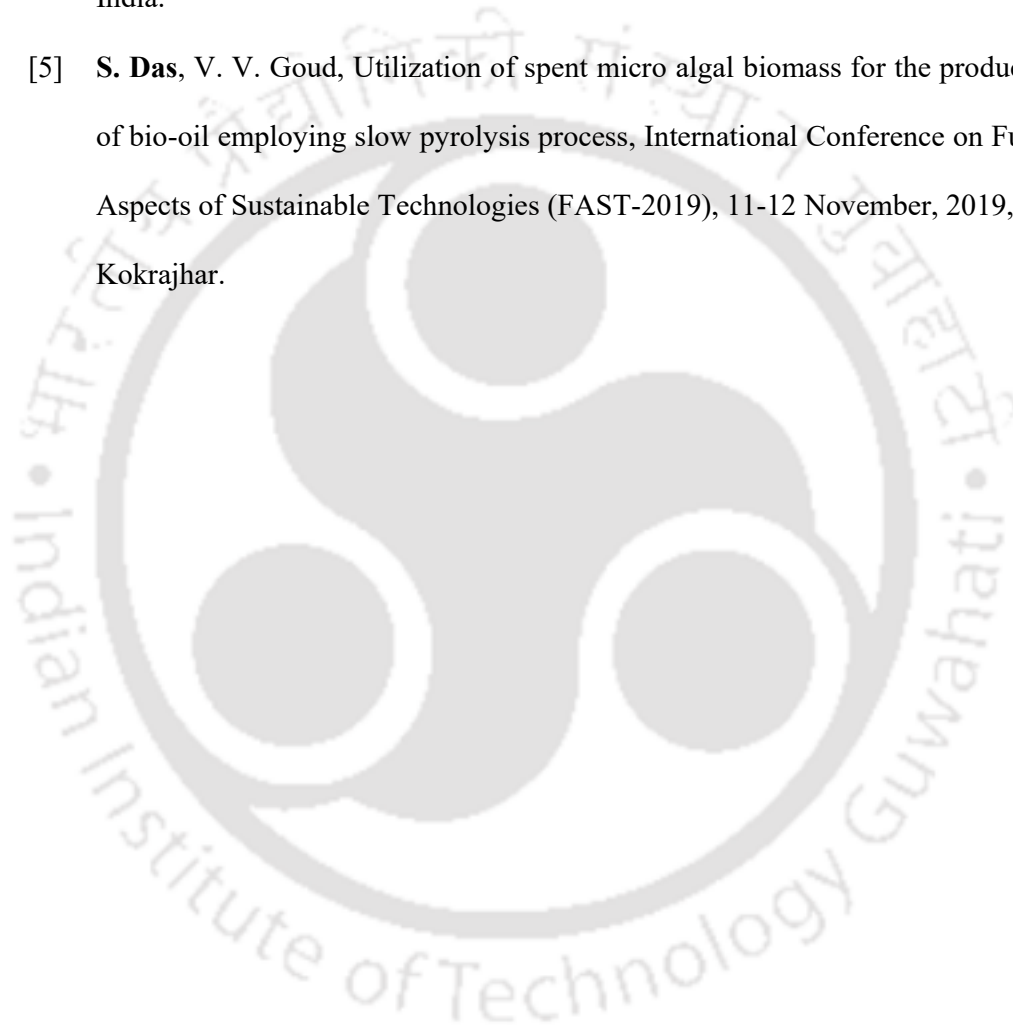 India.
[5] S. Das, V. V. Goud, Utilization of spent micro algal biomass for the produc
of bio-oil employing slow pyrolysis process, International Conference on Fu
Aspects of Sustainable Technologies (FAST-2019), 11-12 November, 2019,
Kokrajhar.
भारतीय प्रौद्योगिकी संस्थान गुवाहाटी
Indian Institute of Technology Guwahati